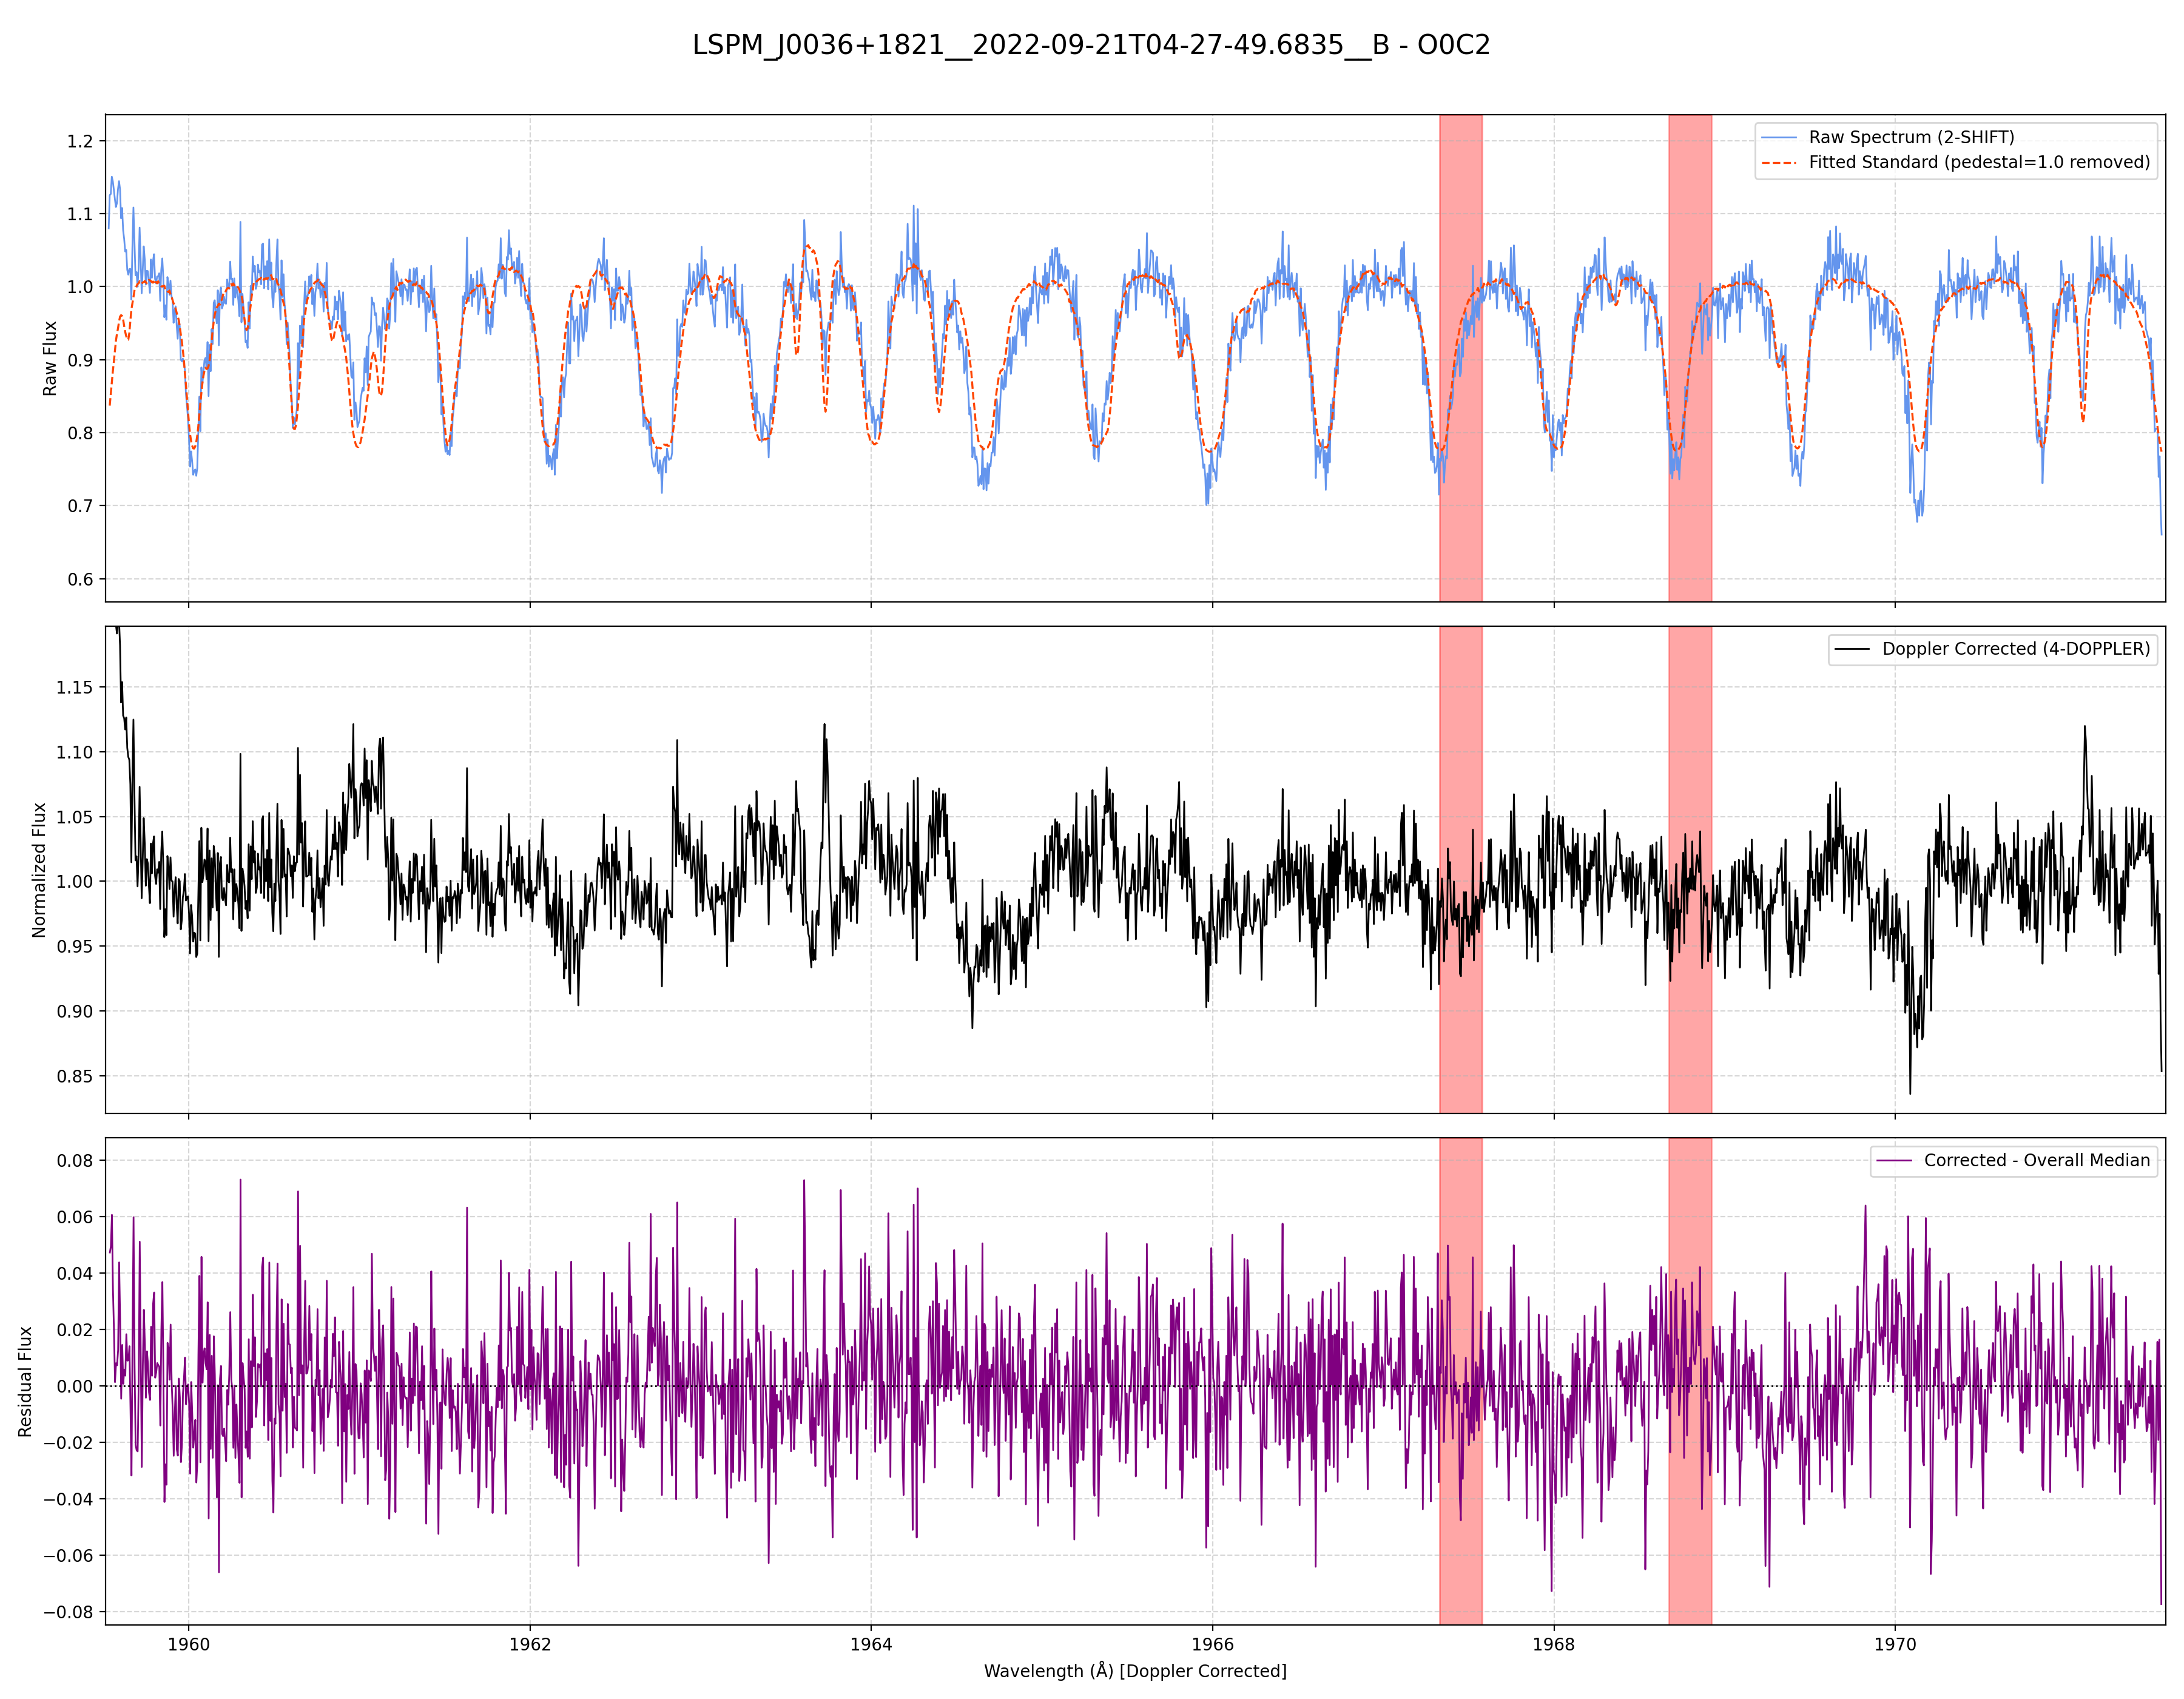 LSPM_J0036+1821__2022-09-21T04-27-49.6835__B - O0C2
Raw Spectrum (2-SHIFT)
Fitted Standard (pedestal=1.0 removed)
Raw Flux
1.2
1.1
1.0
0.9
0.8
0.7
0.6
Doppler Corrected (4-DOPPLER)
Normalized Flux
1.15
1.10
1.05
1.00
0.95
0.90
0.85
Corrected - Overall Median
Residual Flux
0.08
0.06
0.04
0.02
0.00
−0.02
−0.04
−0.06
−0.08
1960 1962 1964 1966 1968 1970
Wavelength (Å) [Doppler Corrected]